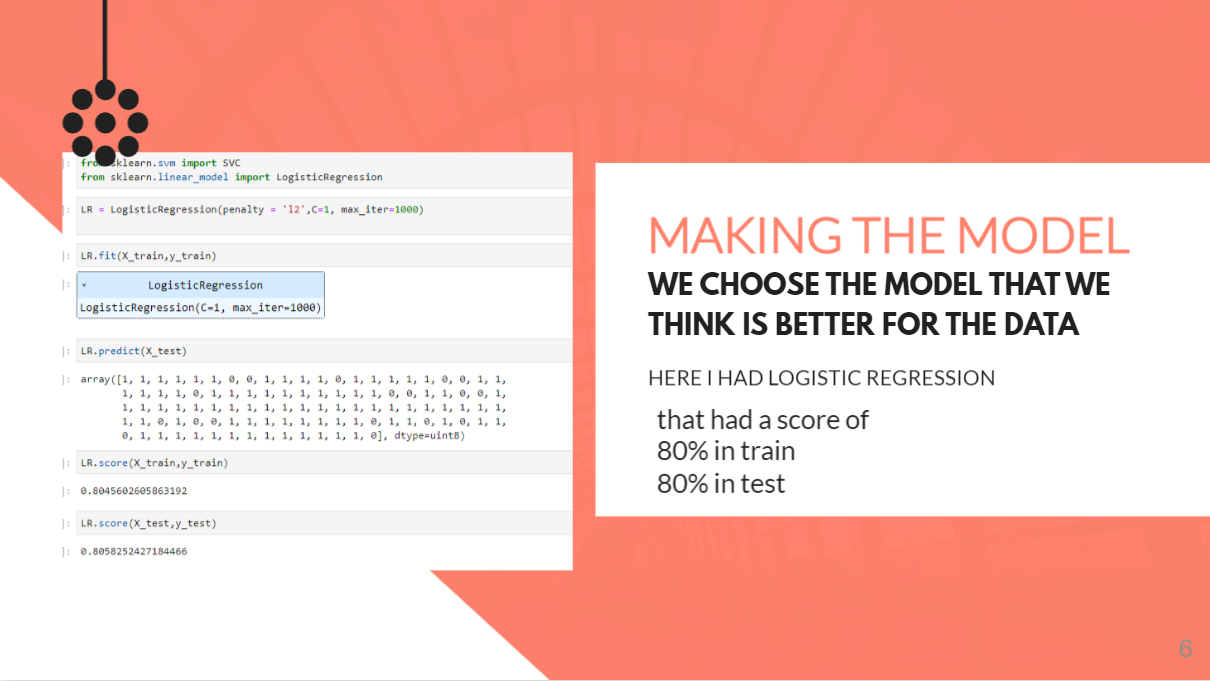 ]: from sklearn.svm import SVC
from sklearn.linear_model import LogisticRegression
]: LR = LogisticRegression(penalty = 'l2',C=1, max_iter=1000)
]: LR.fit(X_train,y_train)
]: ▾ LogisticRegression
LogisticRegression(C=1, max_iter=1000)
]: LR.predict(X_test)
]: array([1, 1, 1, 1, 1, 1, 0, 0, 1, 1, 1, 1, 0, 1, 1, 1, 1, 1, 0, 0, 1, 1,
1, 1, 1, 1, 0, 1, 1, 1, 1, 1, 1, 1, 1, 1, 1, 0, 0, 1, 1, 0, 0, 1,
1, 1, 1, 1, 1, 1, 1, 1, 1, 1, 1, 1, 1, 1, 1, 1, 1, 1, 1, 1, 1, 1,
1, 1, 0, 1, 0, 0, 1, 1, 1, 1, 1, 1, 1, 1, 0, 1, 1, 0, 1, 0, 1, 1,
0, 1, 1, 1, 1, 1, 1, 1, 1, 1, 1, 1, 1, 1, 0], dtype=uint8)
]: LR.score(X_train,y_train)
]: 0.8045602605863192
]: LR.score(X_test,y_test)
]: 0.8058252427184466
MAKING THE MODEL
WE CHOOSE THE MODEL THAT WE
THINK IS BETTER FOR THE DATA
HERE I HAD LOGISTIC REGRESSION
that had a score of
80% in train
80% in test
6